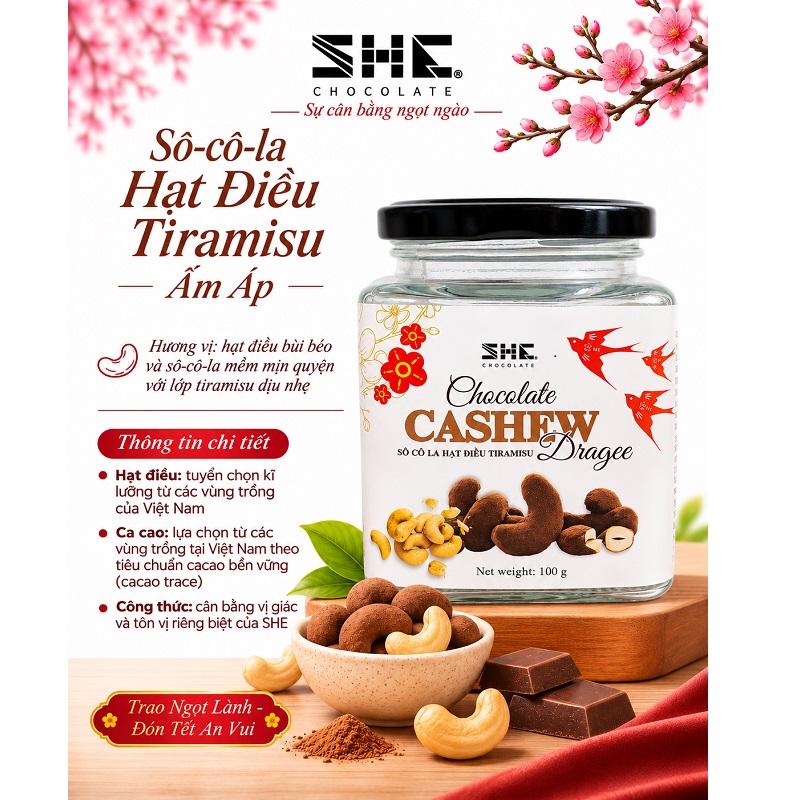 SHE®
CHOCOLATE
Sự cân bằng ngọt ngào
Sô-cô-la
Hạt Điều
Tiramisu
Ấm Áp
Hương vị: hạt điều bùi béo
và sô-cô-la mềm mịn quyện
với lớp tiramisu dịu nhẹ
Thông tin chi tiết
Hạt điều: tuyển chọn kĩ
lưỡng từ các vùng trồng
của Việt Nam
Ca cao: lựa chọn từ các
vùng trồng tại Việt Nam theo
tiêu chuẩn cacao bền vững
(cacao trace)
Công thức: cân bằng vị giác
và tôn vị riêng biệt của SHE
Trao Ngọt Lành -
Đón Tết An Vui
SHE
CHOCOLATE
Chocolate
CASHEW
SÔ CÔ LA HẠT ĐIỀU TIRAMISU
Dragee
Net weight: 100 g